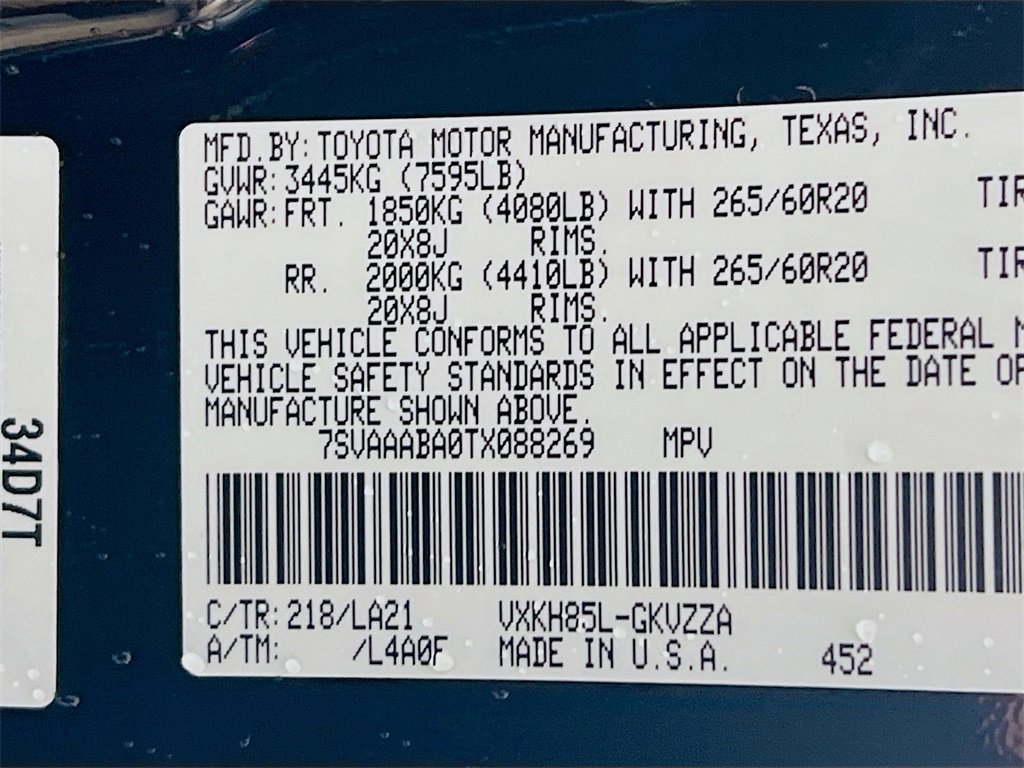 MFD.BY:TOYOTA MOTOR MANUFACTURING, TEXAS, INC.
GVWR:3445KG (7595LB)
GAWR:FRT. 1850KG (4080LB) WITH 265/60R20 TIR
20X8J RIMS.
RR. 2000KG (4410LB) WITH 265/60R20 TIR
20X8J RIMS.
THIS VEHICLE CONFORMS TO ALL APPLICABLE FEDERAL M
VEHICLE SAFETY STANDARDS IN EFFECT ON THE DATE OF
MANUFACTURE SHOWN ABOVE.
7SVAAABA0TX088269 MPV
C/TR:218/LA21 VXKH85L-GKVZZA
A/TM: /L4A0F MADE IN U.S.A. 452
34D7T